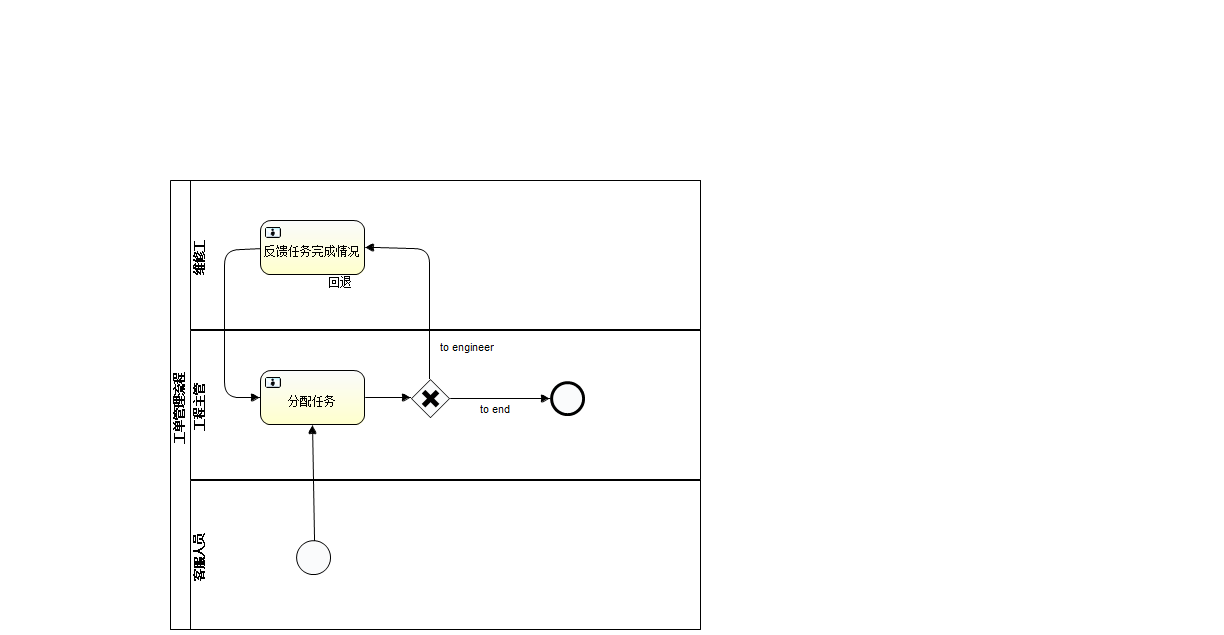 工单管理流程
维修工
反馈任务完成情况
回退
工程主管
to engineer
分配任务
to end
客服人员